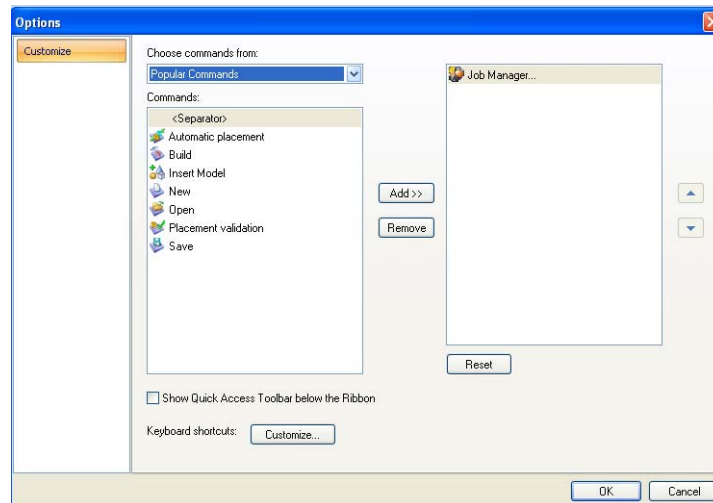 Options
Customize
Choose commands from:
Popular Commands
Commands:
<Separator>
Automatic placement
Build
Insert Model
New
Open
Placement validation
Save
Add >>
Remove
Job Manager...
Reset
Show Quick Access Toolbar below the Ribbon
Keyboard shortcuts:
Customize...
OK
Cancel